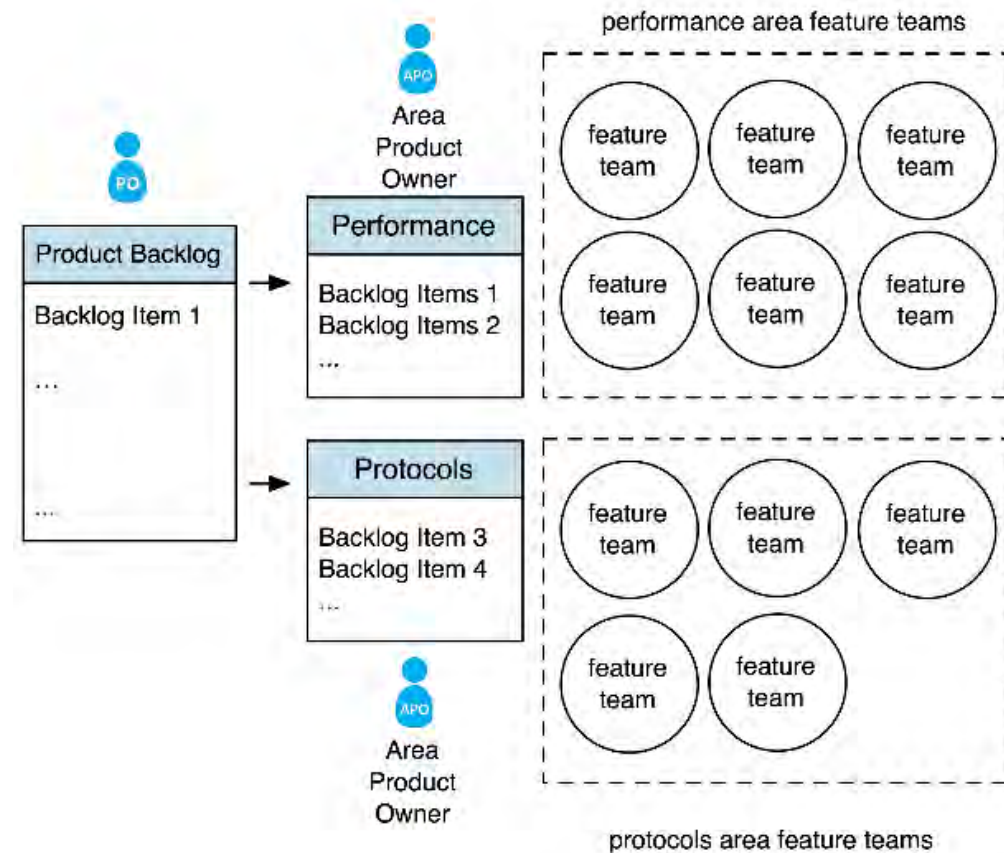 performance area feature teams
APO
Area
Product
Owner
PO
Product Backlog
Backlog Item 1
...
...
Performance
Backlog Items 1
Backlog Items 2
...
feature
team
feature
team
feature
team
feature
team
feature
team
feature
team
Protocols
Backlog Item 3
Backlog Item 4
...
APO
Area
Product
Owner
feature
team
feature
team
feature
team
feature
team
feature
team
protocols area feature teams